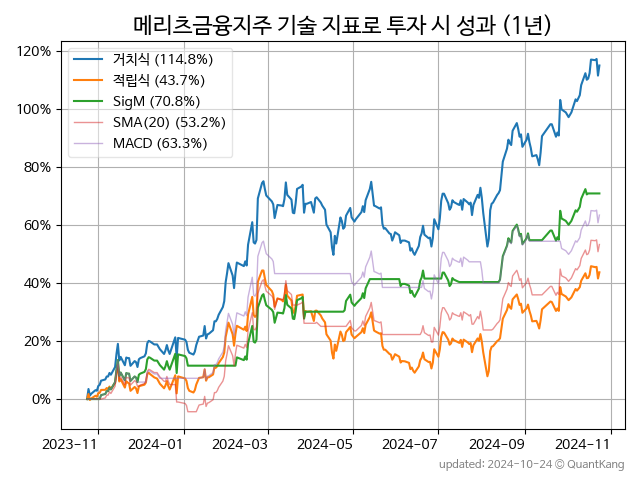 메리츠금융지주 기술 지표로 투자 시 성과 (1년)
120%
100%
80%
60%
40%
20%
0%
거치식 (114.8%)
적립식 (43.7%)
SigM (70.8%)
SMA(20) (53.2%)
MACD (63.3%)
2023-11
2024-01
2024-03
2024-05
2024-07
2024-09
2024-11
updated: 2024-10-24 © QuantKang